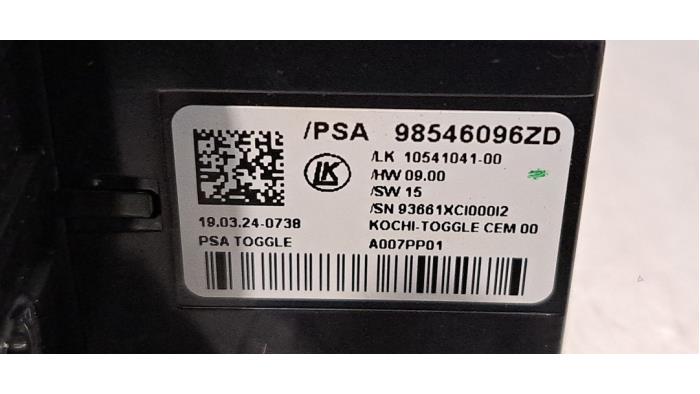 /PSA 98546096ZD
/LK 10541041-00
LK
/HW 09.00
/SW 15
/SN 93661XCI000I2
19.03.24-0738 KOCHI-TOGGLE CEM 00
PSA TOGGLE A007PP01